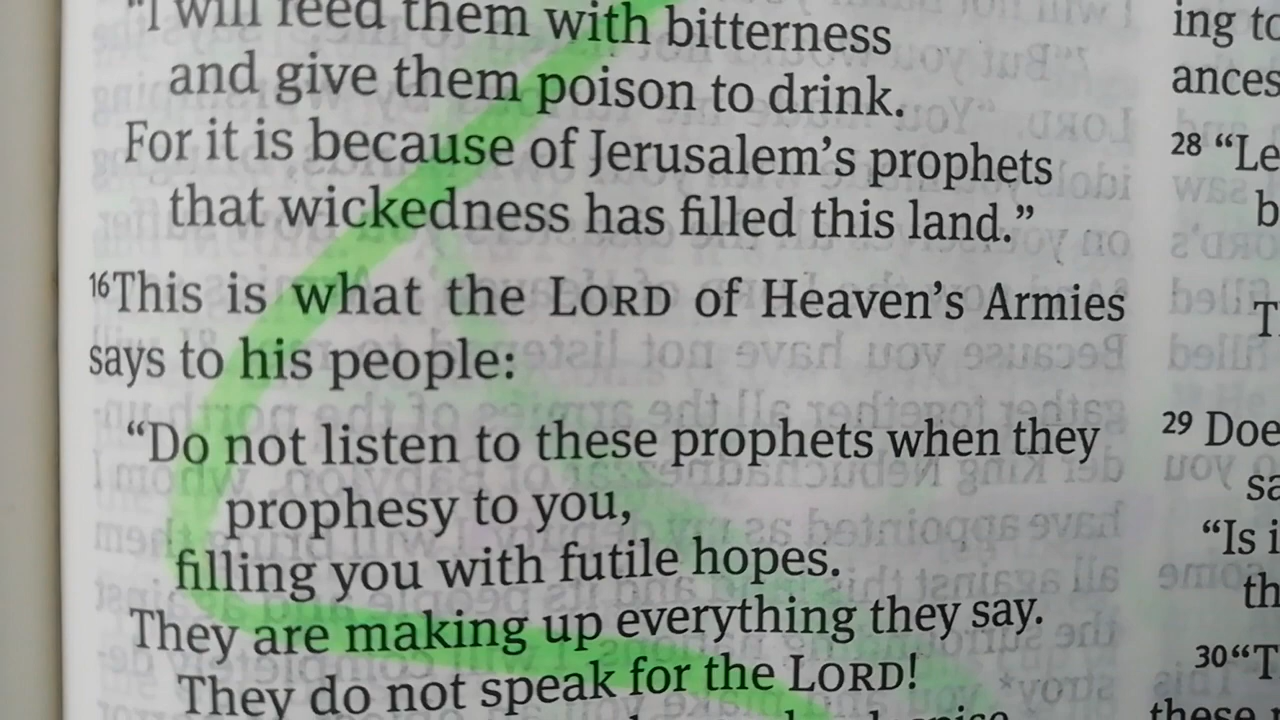 "I will feed them with bitterness
and give them poison to drink.
For it is because of Jerusalem's prophets
that wickedness has filled this land."
¹⁶This is what the LORD of Heaven's Armies
says to his people:
"Do not listen to these prophets when they
prophesy to you,
filling you with futile hopes.
They are making up everything they say.
They do not speak for the LORD!
ing to
ances
²⁸ "Le
b
T
²⁹ Doe
sa
"Is i
th
³⁰"T
these